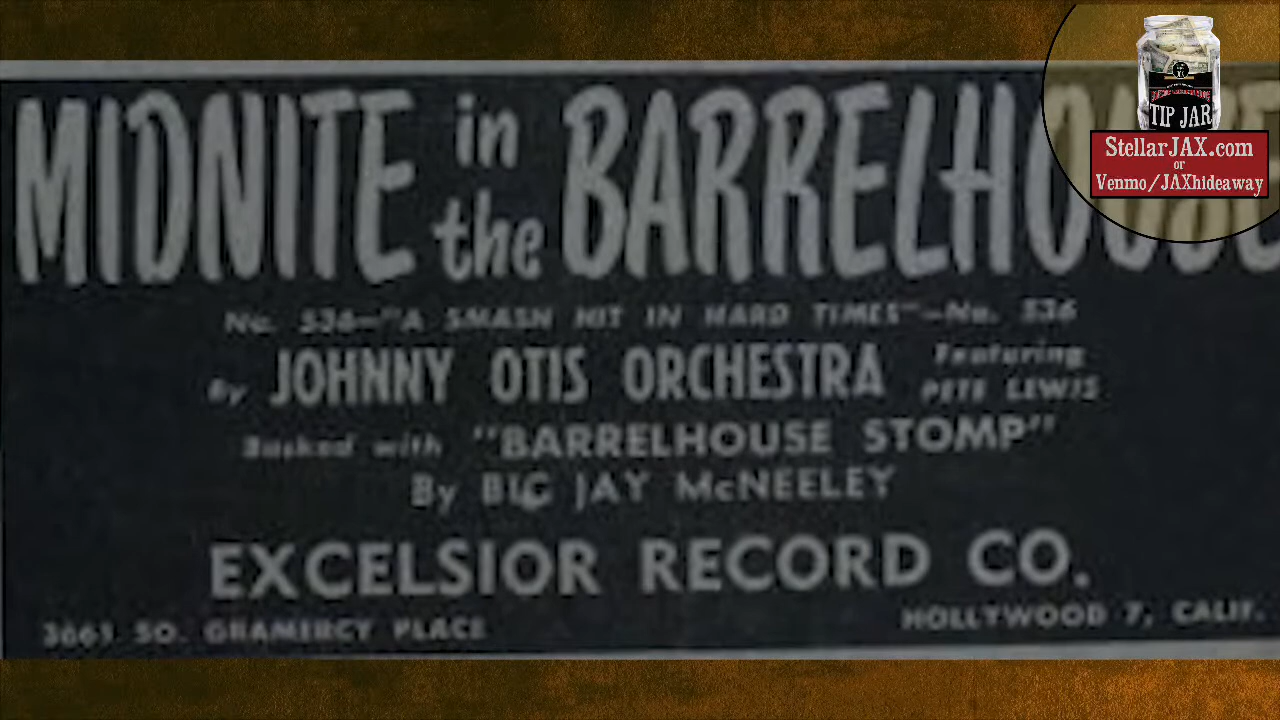 MIDNITE in the BARRELHOUSE
No. 536—"A SMASH HIT IN HARD TIMES"—No. 536
By JOHNNY OTIS ORCHESTRA Featuring PETE LEWIS
Backed with "BARRELHOUSE STOMP"
By BIG JAY McNEELEY
EXCELSIOR RECORD CO.
3661 SO. GRAMERCY PLACE HOLLYWOOD 7, CALIF.
TIP JAR
StellarJAX.com
or
Venmo/JAXhideaway